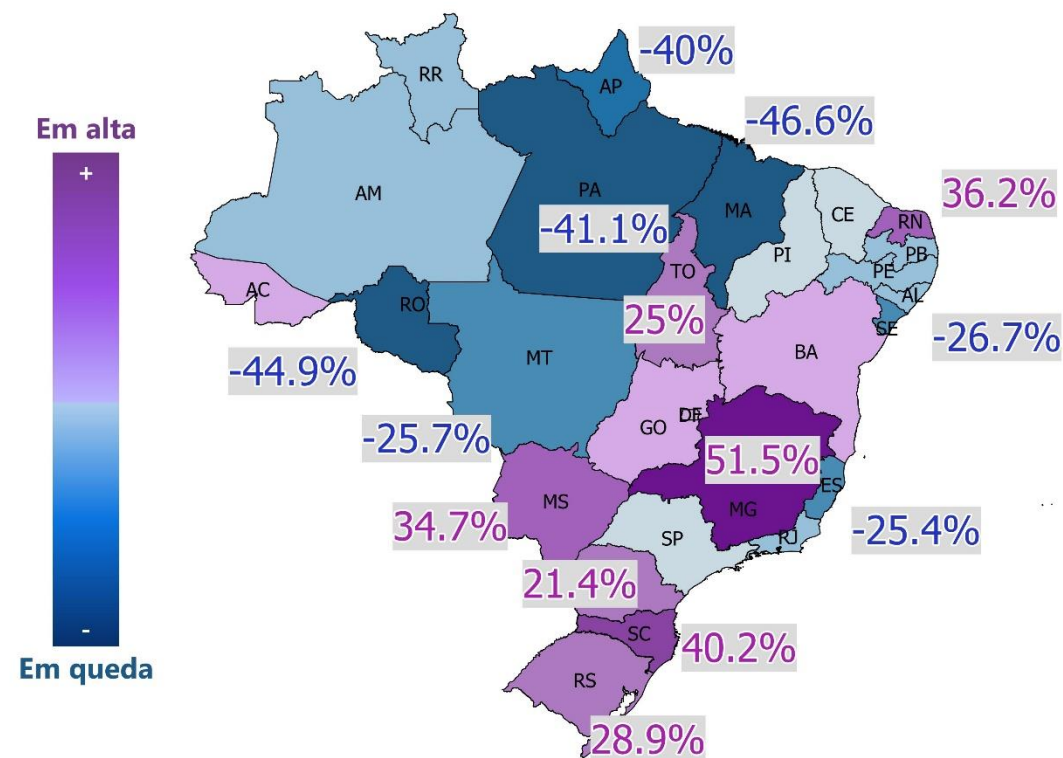 Em alta
+
-
Em queda
-40%
RR
AP
-46.6%
AM
PA
MA
CE
36.2%
RN
-41.1%
PI
PB
TO
PE
AC
AL
RO
25%
SE
-26.7%
MT
BA
-44.9%
DF
GO
-25.7%
51.5%
ES
MS
MG
34.7%
SP
RJ
-25.4%
21.4%
SC
40.2%
RS
28.9%